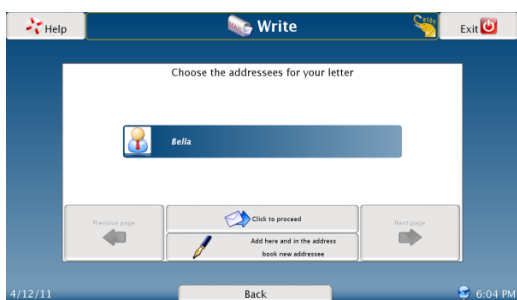 Help
Write
Eldy
Exit
Choose the addressees for your letter
Bella
Previous page
Click to proceed
Next page
Add here and in the address
book new addressee
4/12/11
Back
6:04 PM